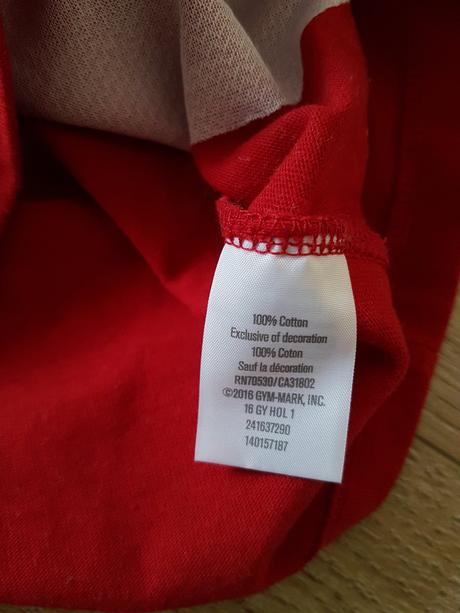 100% Cotton
Exclusive of decoration
100% Coton
Sauf la décoration
RN70530/CA31802
©2016 GYM-MARK, INC.
16 GY HOL 1
241637290
140157187